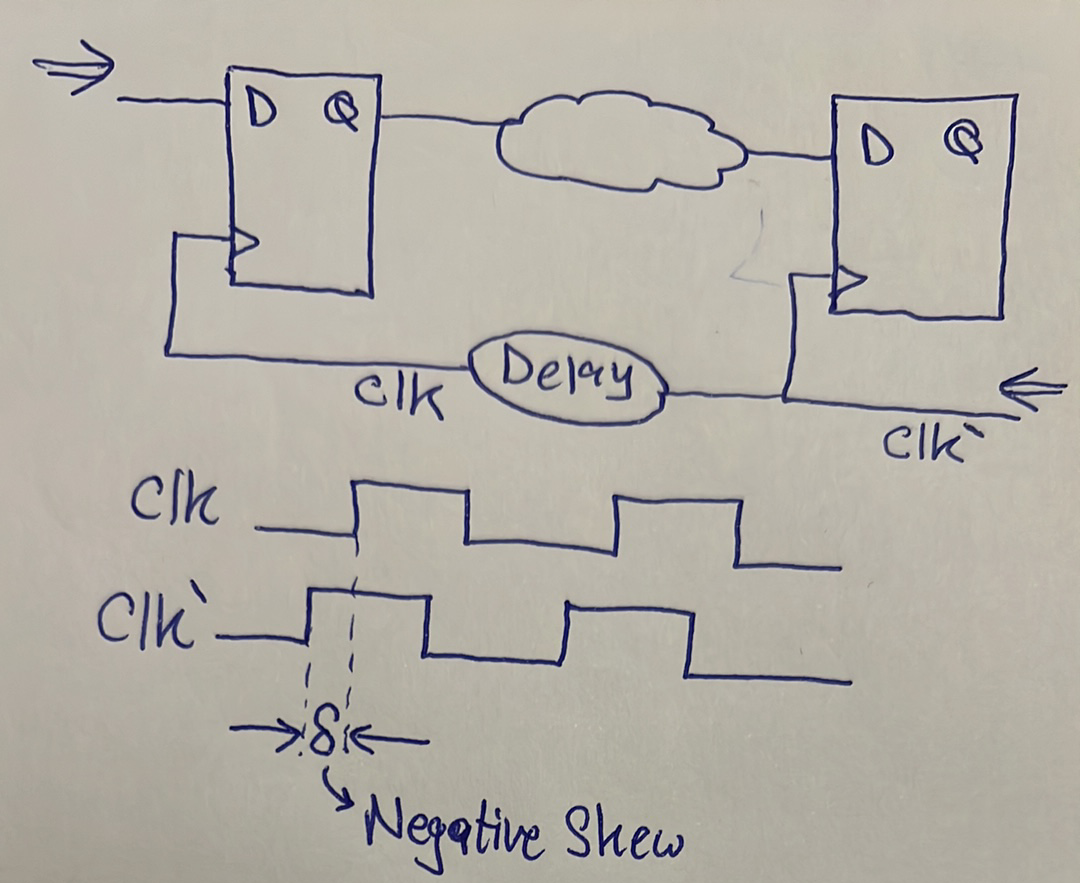 D Q
D Q
Delay
Clk
Clk`
Clk
Clk`
δ
Negative Skew